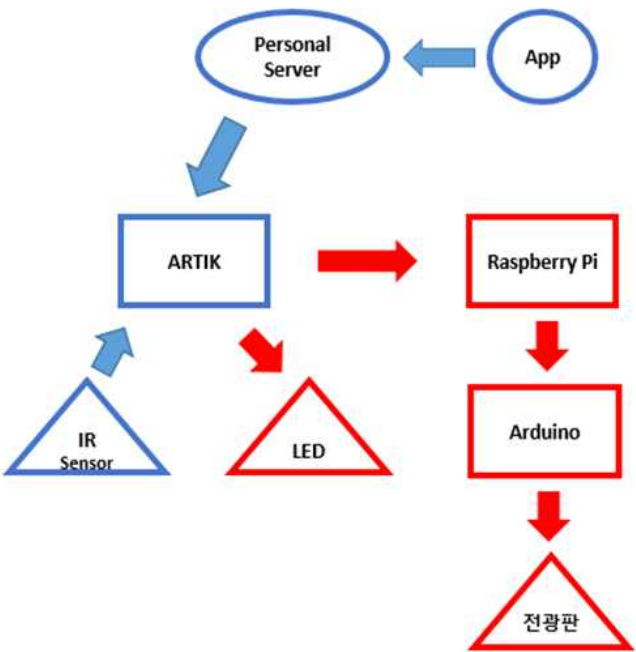 Personal
Server
App
ARTIK
Raspberry Pi
IR
Sensor
LED
Arduino
전광판